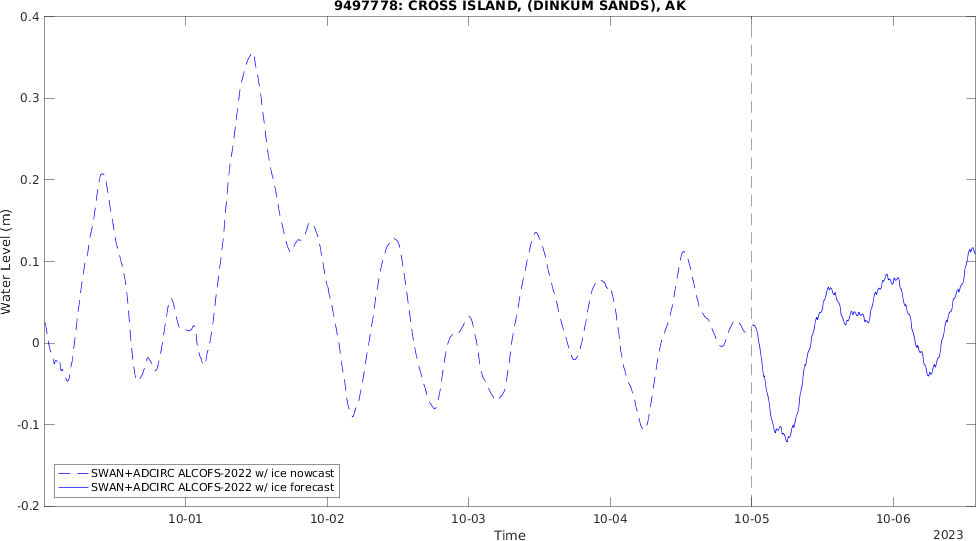 9497778: CROSS ISLAND, (DINKUM SANDS), AK
0.4
0.3
0.2
0.1
0
-0.1
-0.2
Water Level (m)
SWAN+ADCIRC ALCOFS-2022 w/ ice nowcast
SWAN+ADCIRC ALCOFS-2022 w/ ice forecast
10-01 10-02 10-03 10-04 10-05 10-06
Time
2023